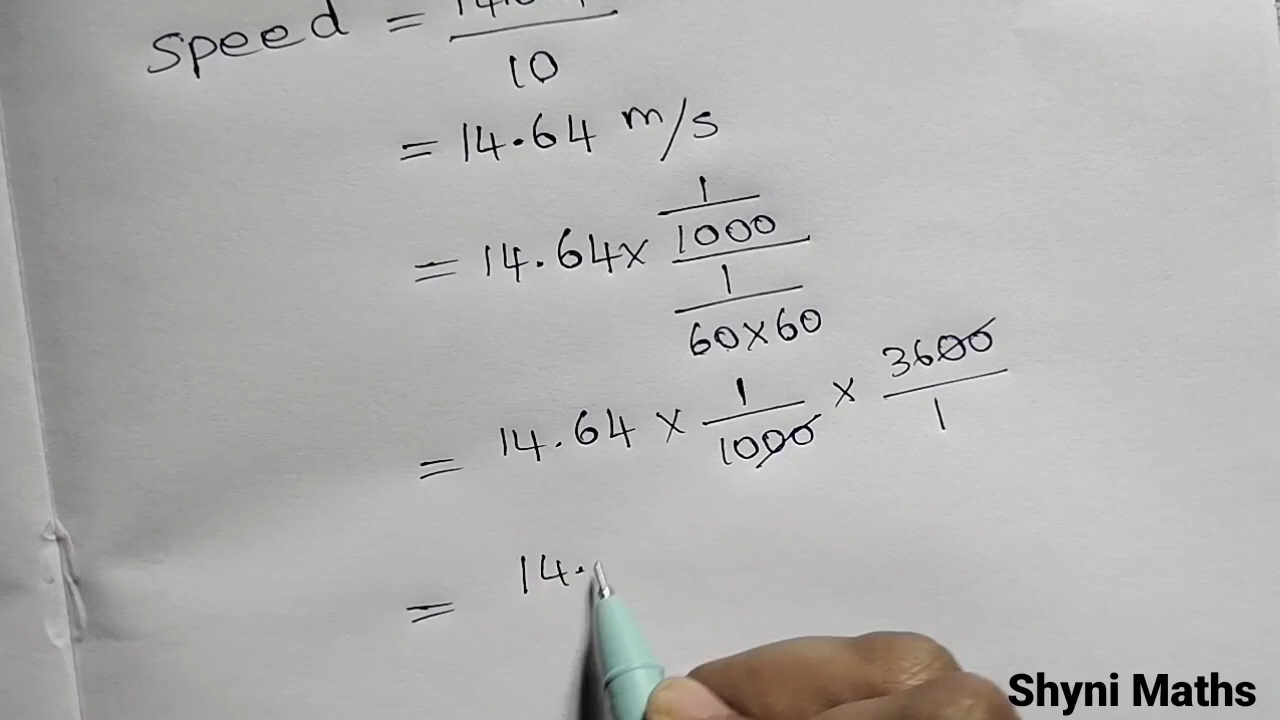 Speed = / 10
= 14.64 m/s
= 14.64 x 1/1000 / 1/60x60
= 14.64 x 1/1000 x 3600/1
= 14.
Shyni Maths